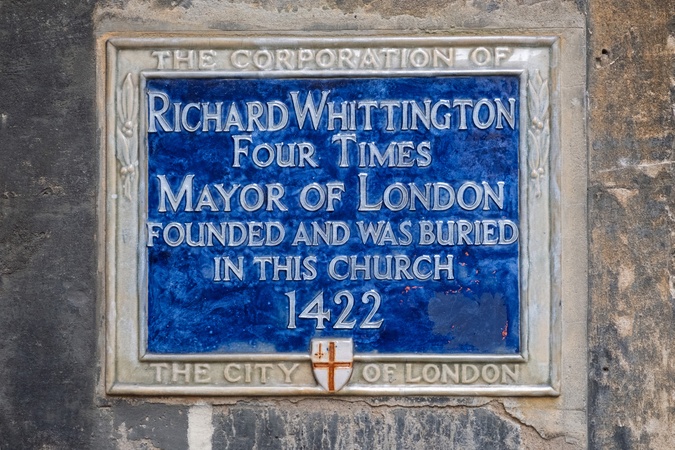 THE CORPORATION OF
RICHARD WHITTINGTON
FOUR TIMES
MAYOR OF LONDON
FOUNDED AND WAS BURIED
IN THIS CHURCH
1422
THE CITY OF LONDON